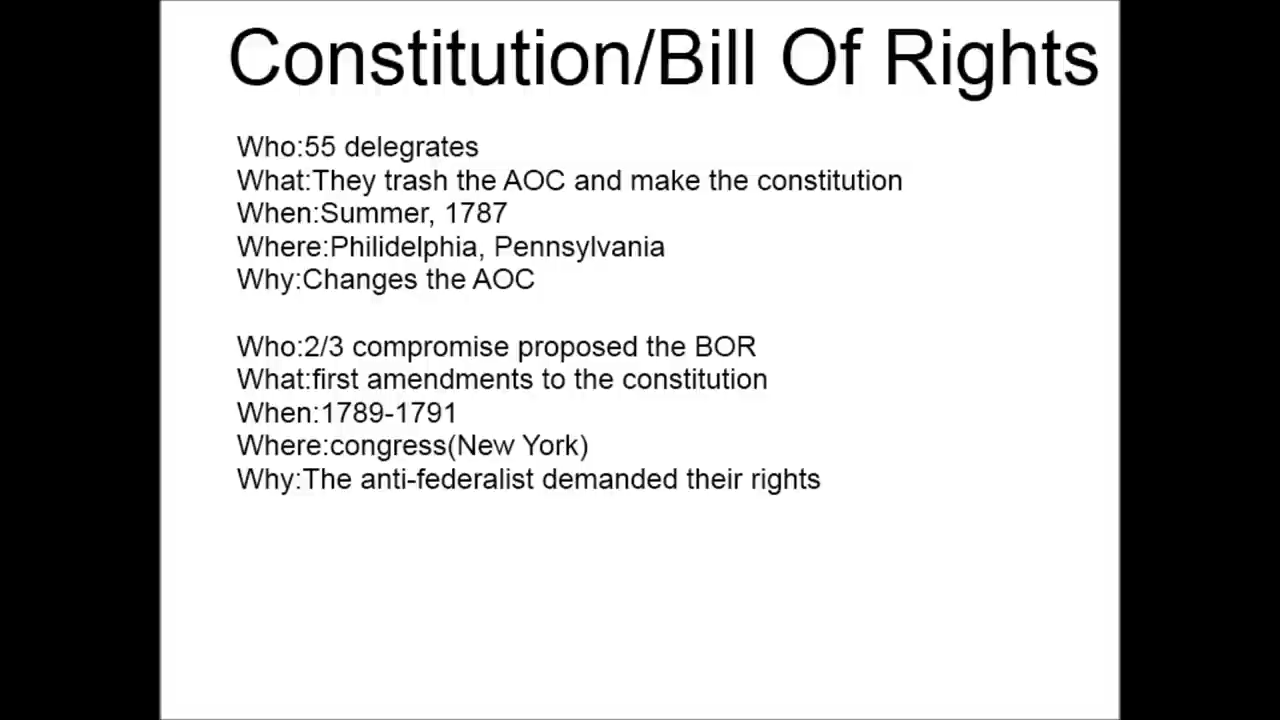 Constitution/Bill Of Rights
Who:55 delegrates
What:They trash the AOC and make the constitution
When:Summer, 1787
Where:Philidelphia, Pennsylvania
Why:Changes the AOC
Who:2/3 compromise proposed the BOR
What:first amendments to the constitution
When:1789-1791
Where:congress(New York)
Why:The anti-federalist demanded their rights